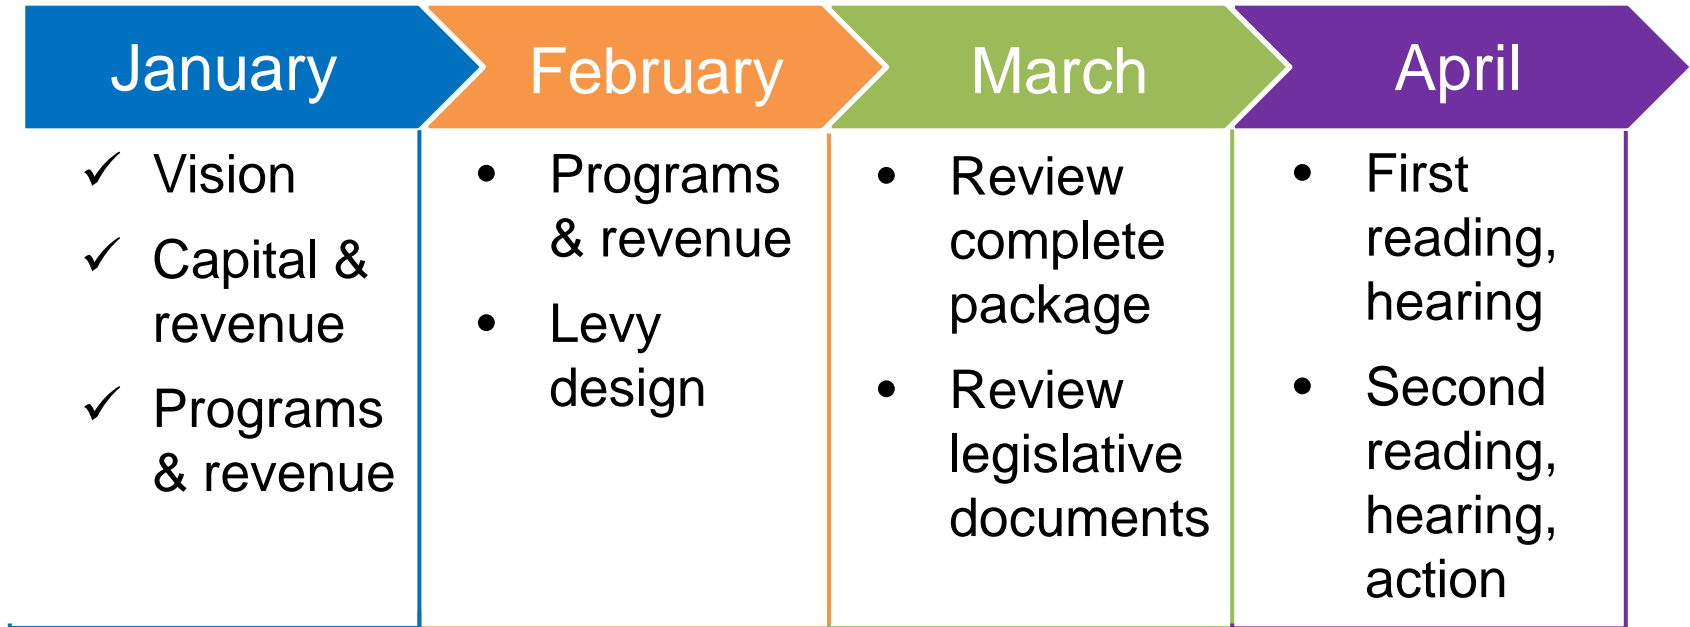 January
February
March
April
✓ Vision
✓ Capital &
revenue
✓ Programs
& revenue
• Programs
& revenue
• Levy
design
• Review
complete
package
• Review
legislative
documents
• First
reading,
hearing
• Second
reading,
hearing,
action